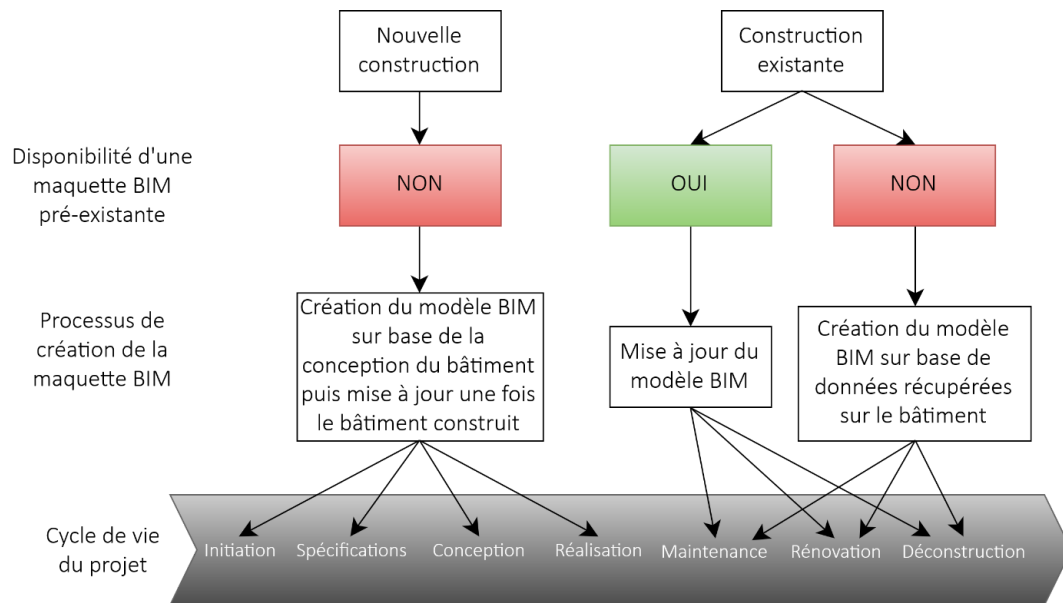 Nouvelle
construction
Construction
existante
Disponibilité d'une
maquette BIM
pré-existante
NON
OUI
NON
Processus de
création de la
maquette BIM
Création du modèle BIM
sur base de la
conception du bâtiment
puis mise à jour une fois
le bâtiment construit
Mise à jour du
modèle BIM
Création du modèle
BIM sur base de
données récupérées
sur le bâtiment
Cycle de vie
du projet
Initiation
Spécifications
Conception
Réalisation
Maintenance
Rénovation
Déconstruction